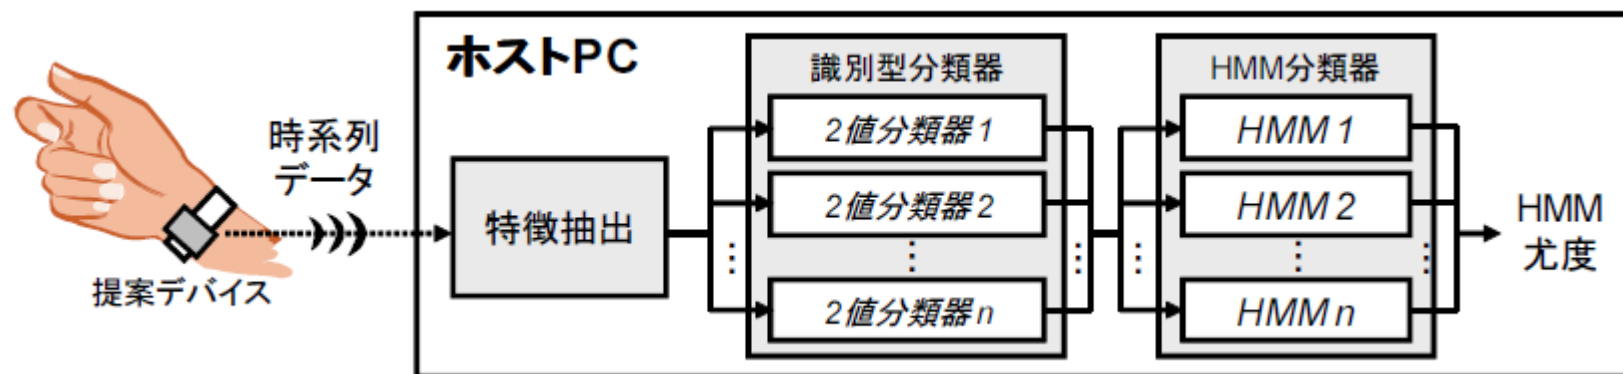 ホストPC
時系列
データ
提案デバイス
特徴抽出
識別型分類器
2値分類器1
2値分類器2
⋮
2値分類器n
HMM分類器
HMM 1
HMM 2
⋮
HMM n
HMM
尤度